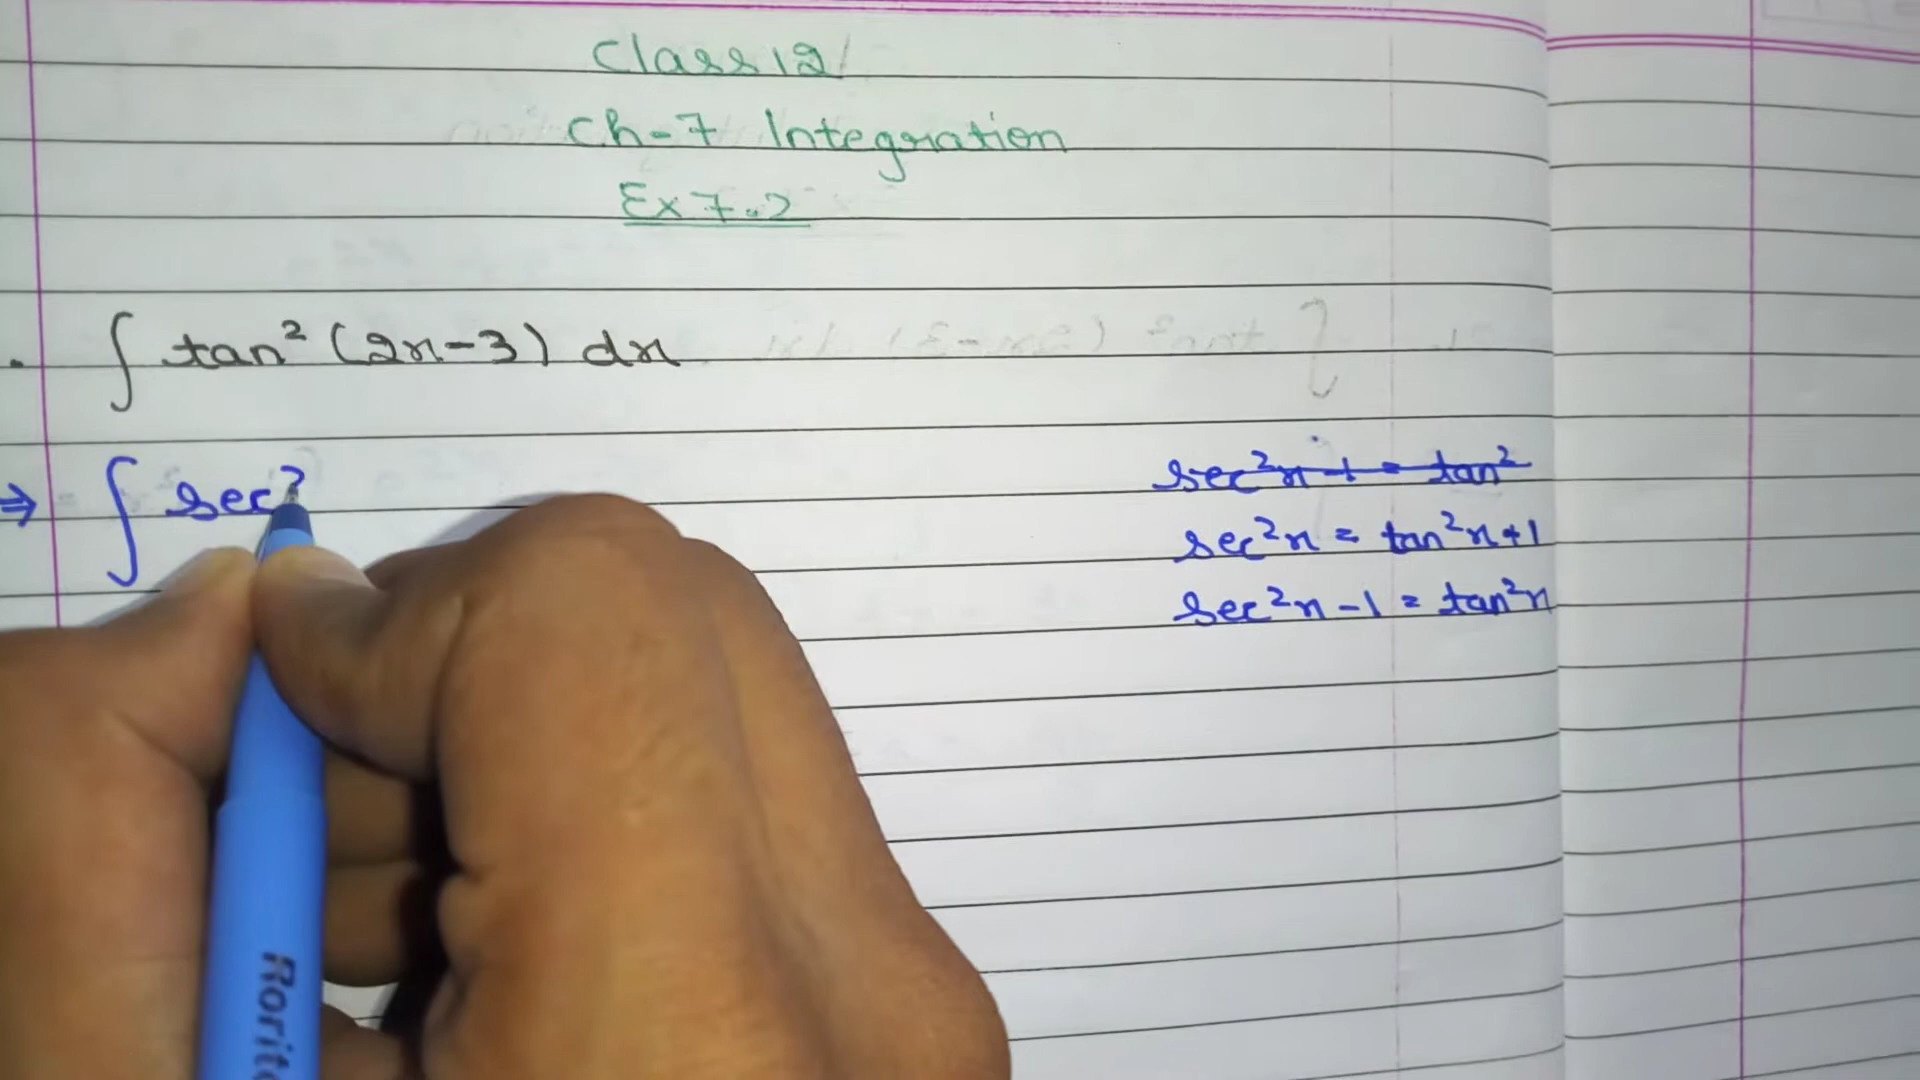 Class 12
Ch-7 Integration
Ex 7.2
∫ tan² (2x-3) dx
⇒ ∫ sec²
sec²x-1 = tan²
sec²x = tan²x+1
sec²x-1 = tan²x
Rorito